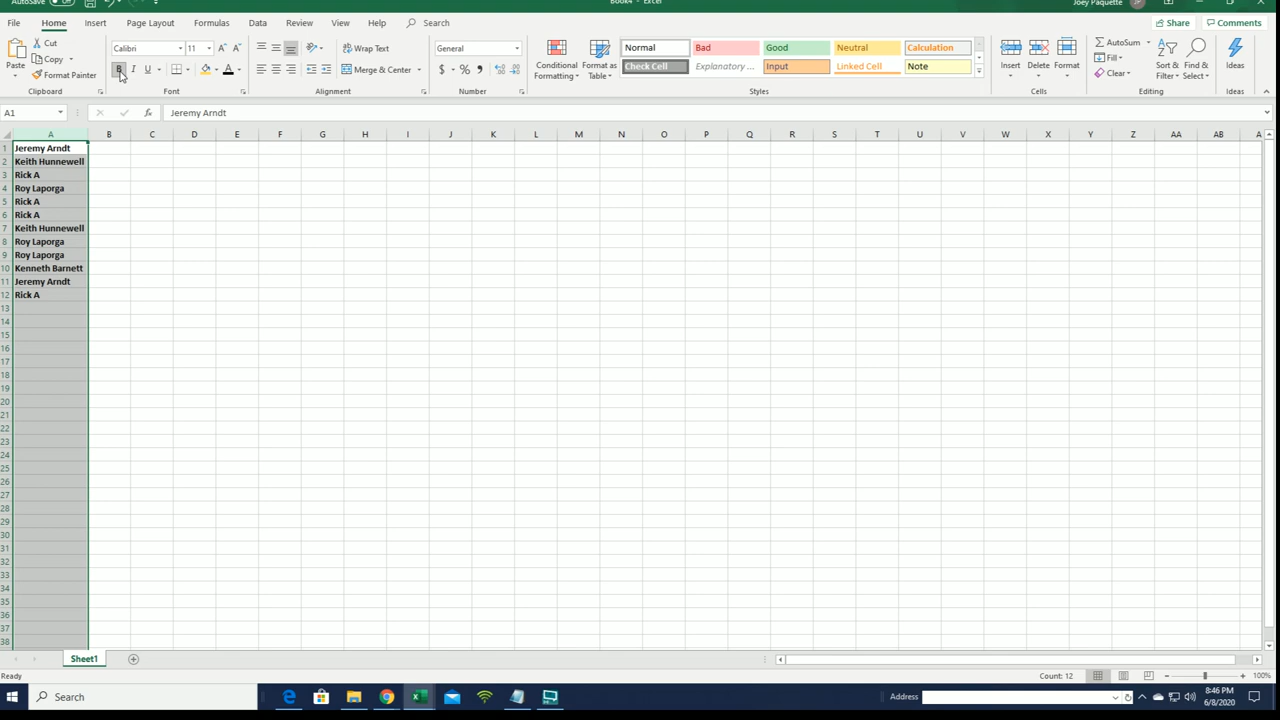 AutoSave Off Book4 - Excel Joey Paquette JP
File Home Insert Page Layout Formulas Data Review View Help Search Share Comments
Paste Cut Copy Format Painter Clipboard
Calibri 11 A A B I U A Font
ab Wrap Text Merge & Center Alignment
General $ % , Number
Conditional Formatting Format as Table Normal Bad Good Neutral Calculation
Check Cell Explanatory ... Input Linked Cell Note Styles
Insert Delete Format Cells
AutoSum Fill Clear Sort & Filter Find & Select Editing
Ideas Ideas
A1 fx Jeremy Arndt
A B C D E F G H I J K L M N O P Q R S T U V W X Y Z AA AB A
1 Jeremy Arndt
2 Keith Hunnewell
3 Rick A
4 Roy Laporga
5 Rick A
6 Rick A
7 Keith Hunnewell
8 Roy Laporga
9 Roy Laporga
10 Kenneth Barnett
11 Jeremy Arndt
12 Rick A
13
14
15
16
17
18
19
20
21
22
23
24
25
26
27
28
29
30
31
32
33
34
35
36
37
38
Sheet1
Ready Count: 12 100%
Search Address 8:46 PM
6/8/2020